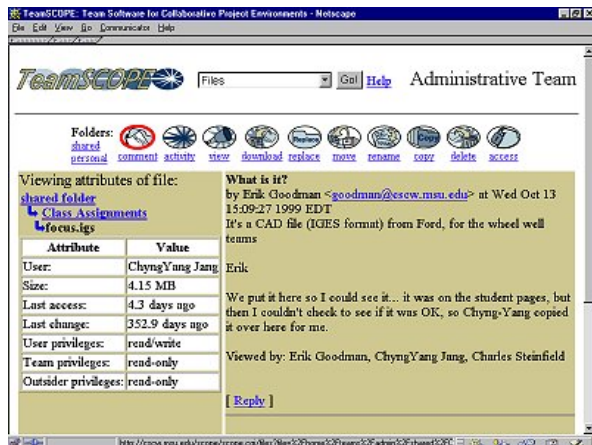 TeamSCOPE: Team Software for Collaborative Project Environments - Netscape
File Edit View Go Communicator Help
TeamSCOPE Files Go! Help Administrative Team
Folders:
shared
personal
comment activity view download replace move rename copy delete access
Viewing attributes of file:
shared folder
Class Assignments
focus.igs
Attribute Value
User: ChyngYang Jang
Size: 4.15 MB
Last access: 4.3 days ago
Last change: 352.9 days ago
User privileges: read/write
Team privileges: read-only
Outsider privileges: read-only
What is it?
by Erik Goodman <goodman@cscw.msu.edu> at Wed Oct 13
15:09:27 1999 EDT
It's a CAD file (IGES format) from Ford, for the wheel well
teams
Erik
We put it here so I could see it... it was on the student pages, but
then I couldn't check to see if it was OK, so Chyng-Yang copied
it over here for me.
Viewed by: Erik Goodman, ChyngYang Jang, Charles Steinfield
[ Reply ]